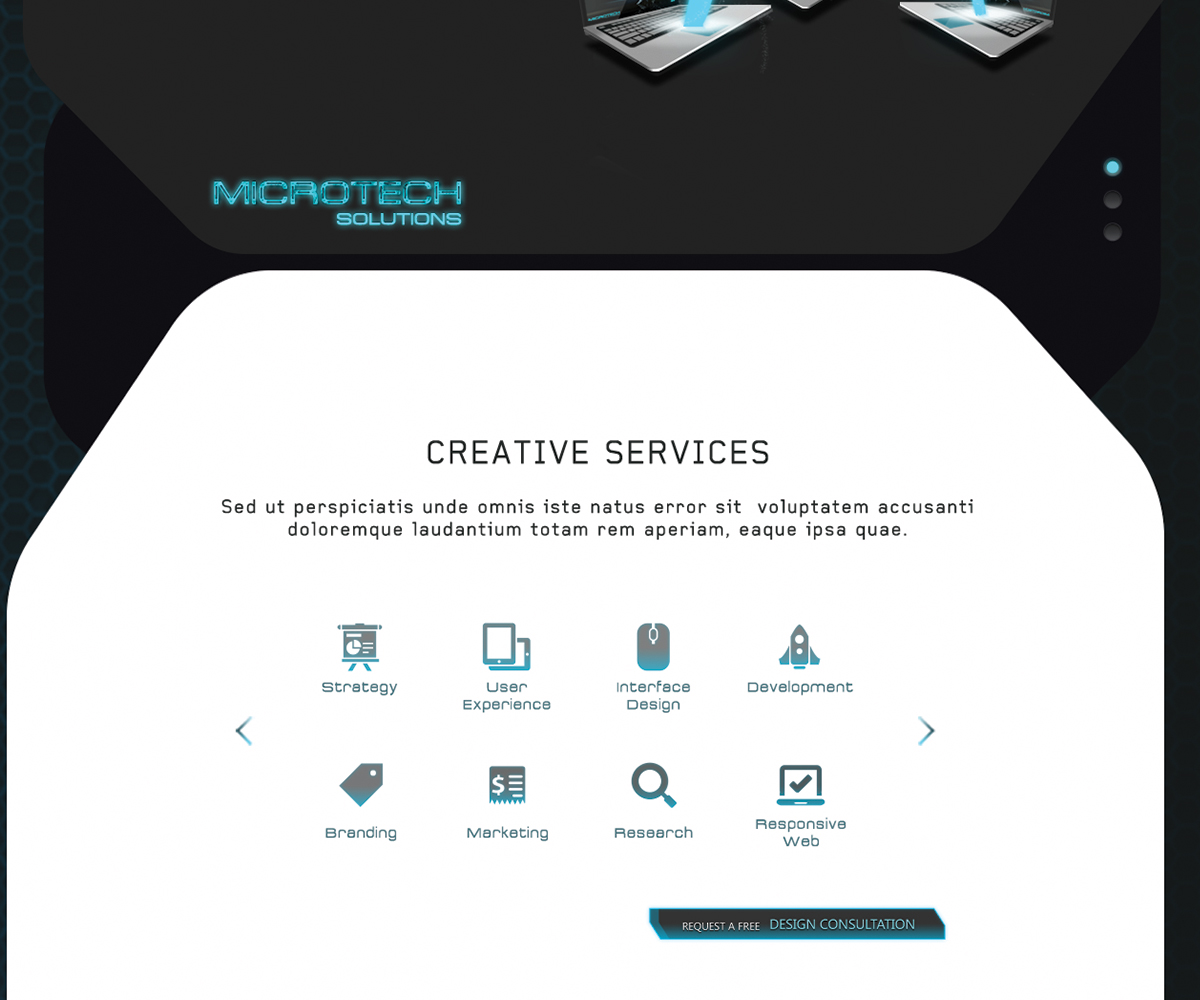 MICROTECH
SOLUTIONS
CREATIVE SERVICES
Sed ut perspiciatis unde omnis iste natus error sit voluptatem accusanti
doloremque laudantium totam rem aperiam, eaque ipsa quae.
Strategy
User
Experience
Interface
Design
Development
Branding
Marketing
Research
Responsive
Web
REQUEST A FREE DESIGN CONSULTATION